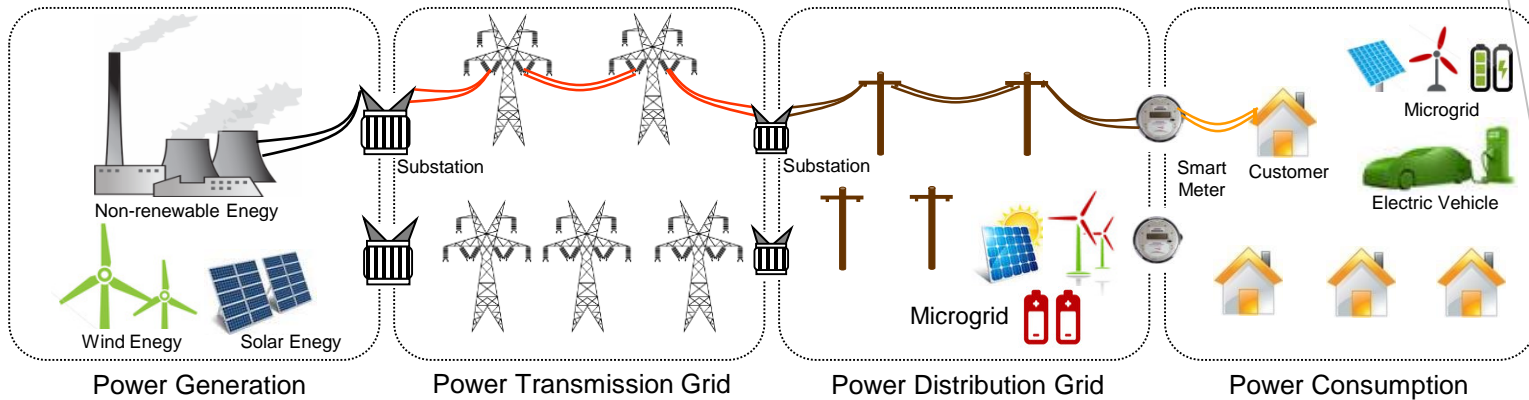 Microgrid
Substation
Substation
Smart
Meter
Customer
Non-renewable Enegy
Electric Vehicle
Wind Enegy
Solar Enegy
Microgrid
Power Generation
Power Transmission Grid
Power Distribution Grid
Power Consumption